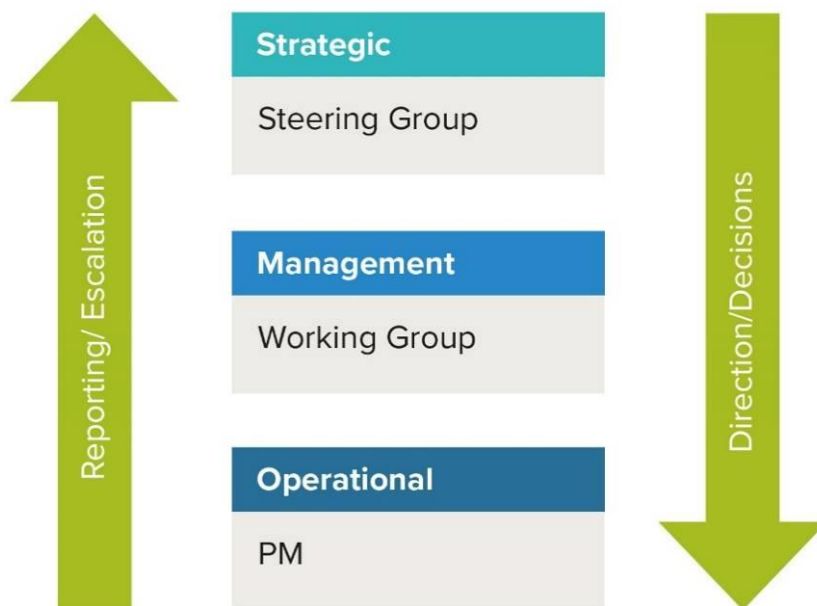 Reporting/ Escalation
Strategic
Steering Group
Management
Working Group
Operational
PM
Direction/Decisions